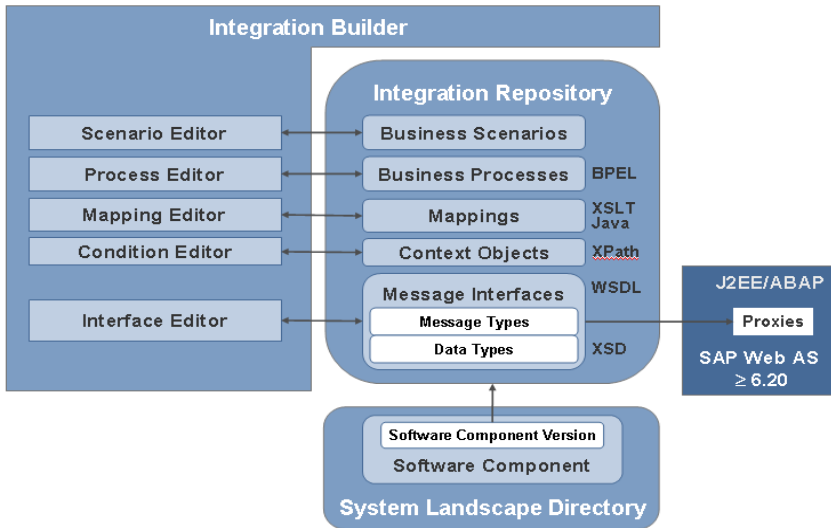 Integration Builder
Integration Repository
Scenario Editor
Business Scenarios
Process Editor
Business Processes
BPEL
Mapping Editor
Mappings
XSLT
Java
Condition Editor
Context Objects
XPath
Interface Editor
Message Interfaces
WSDL
Message Types
Data Types
XSD
J2EE/ABAP
Proxies
SAP Web AS
≥ 6.20
Software Component Version
Software Component
System Landscape Directory